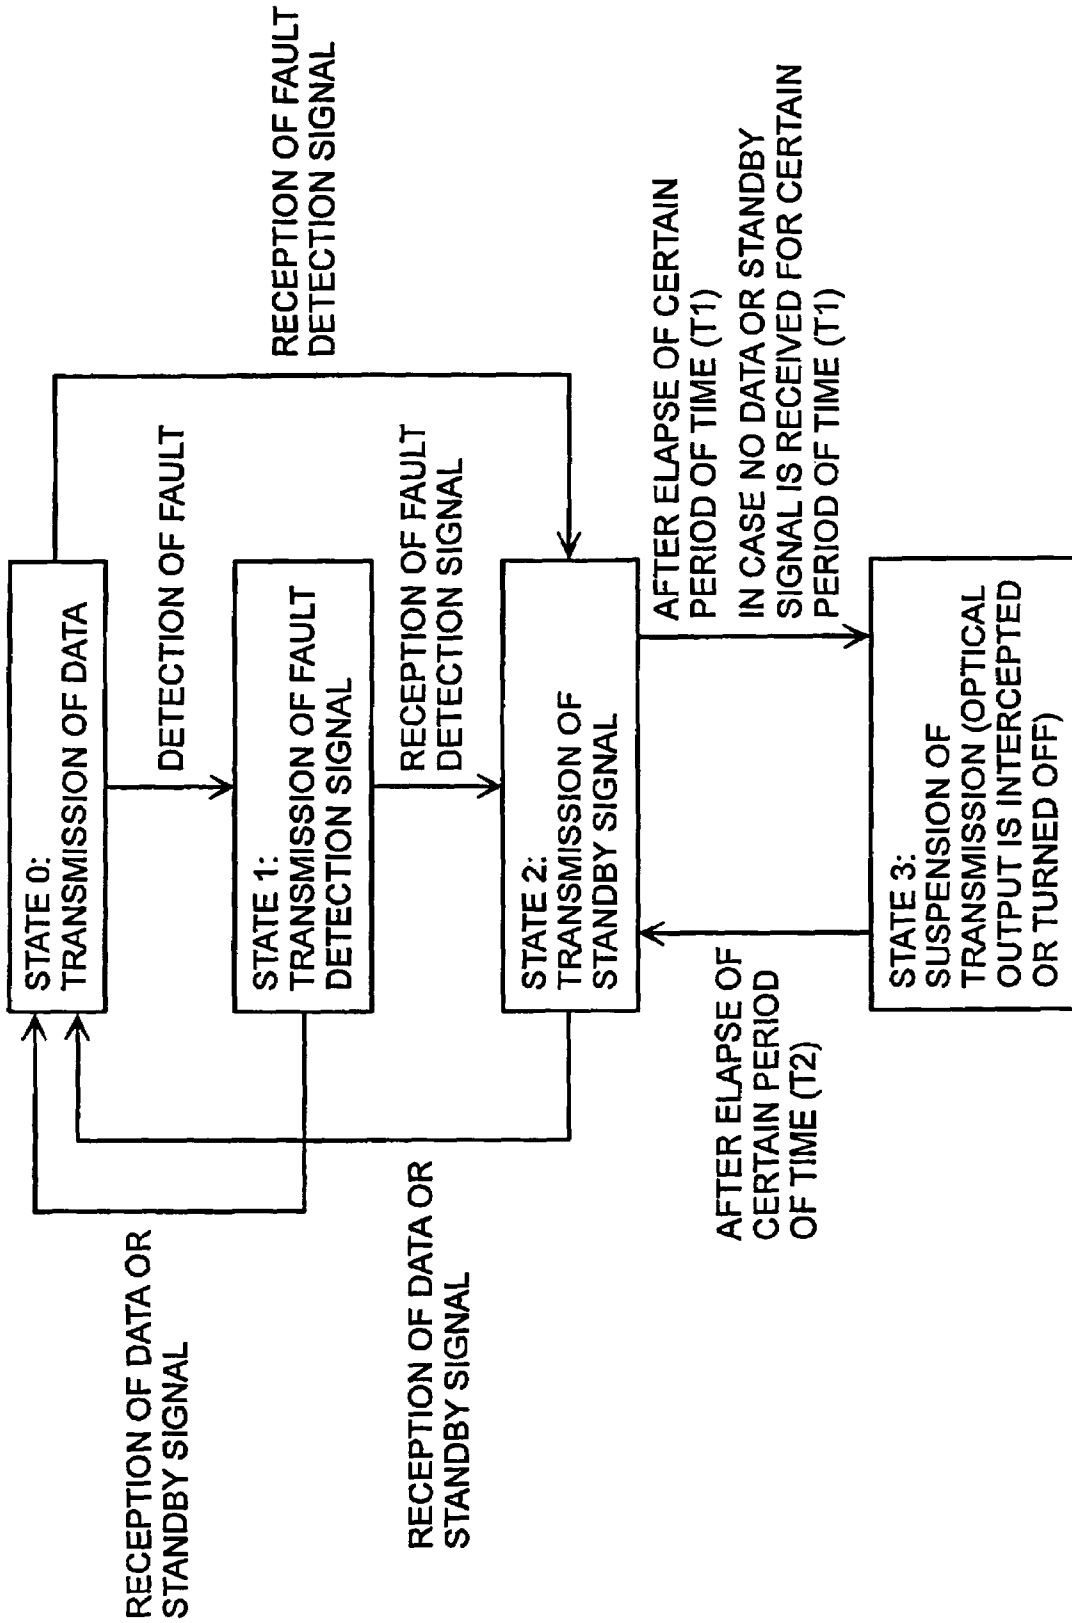 STATE 0:
TRANSMISSION OF DATA
RECEPTION OF FAULT
DETECTION SIGNAL
DETECTION OF FAULT
RECEPTION OF DATA OR
STANDBY SIGNAL
STATE 1:
TRANSMISSION OF FAULT
DETECTION SIGNAL
RECEPTION OF FAULT
DETECTION SIGNAL
RECEPTION OF DATA OR
STANDBY SIGNAL
STATE 2:
TRANSMISSION OF
STANDBY SIGNAL
AFTER ELAPSE OF CERTAIN
PERIOD OF TIME (T1)
IN CASE NO DATA OR STANDBY
SIGNAL IS RECEIVED FOR CERTAIN
PERIOD OF TIME (T1)
AFTER ELAPSE OF
CERTAIN PERIOD
OF TIME (T2)
STATE 3:
SUSPENSION OF
TRANSMISSION (OPTICAL
OUTPUT IS INTERCEPTED
OR TURNED OFF)